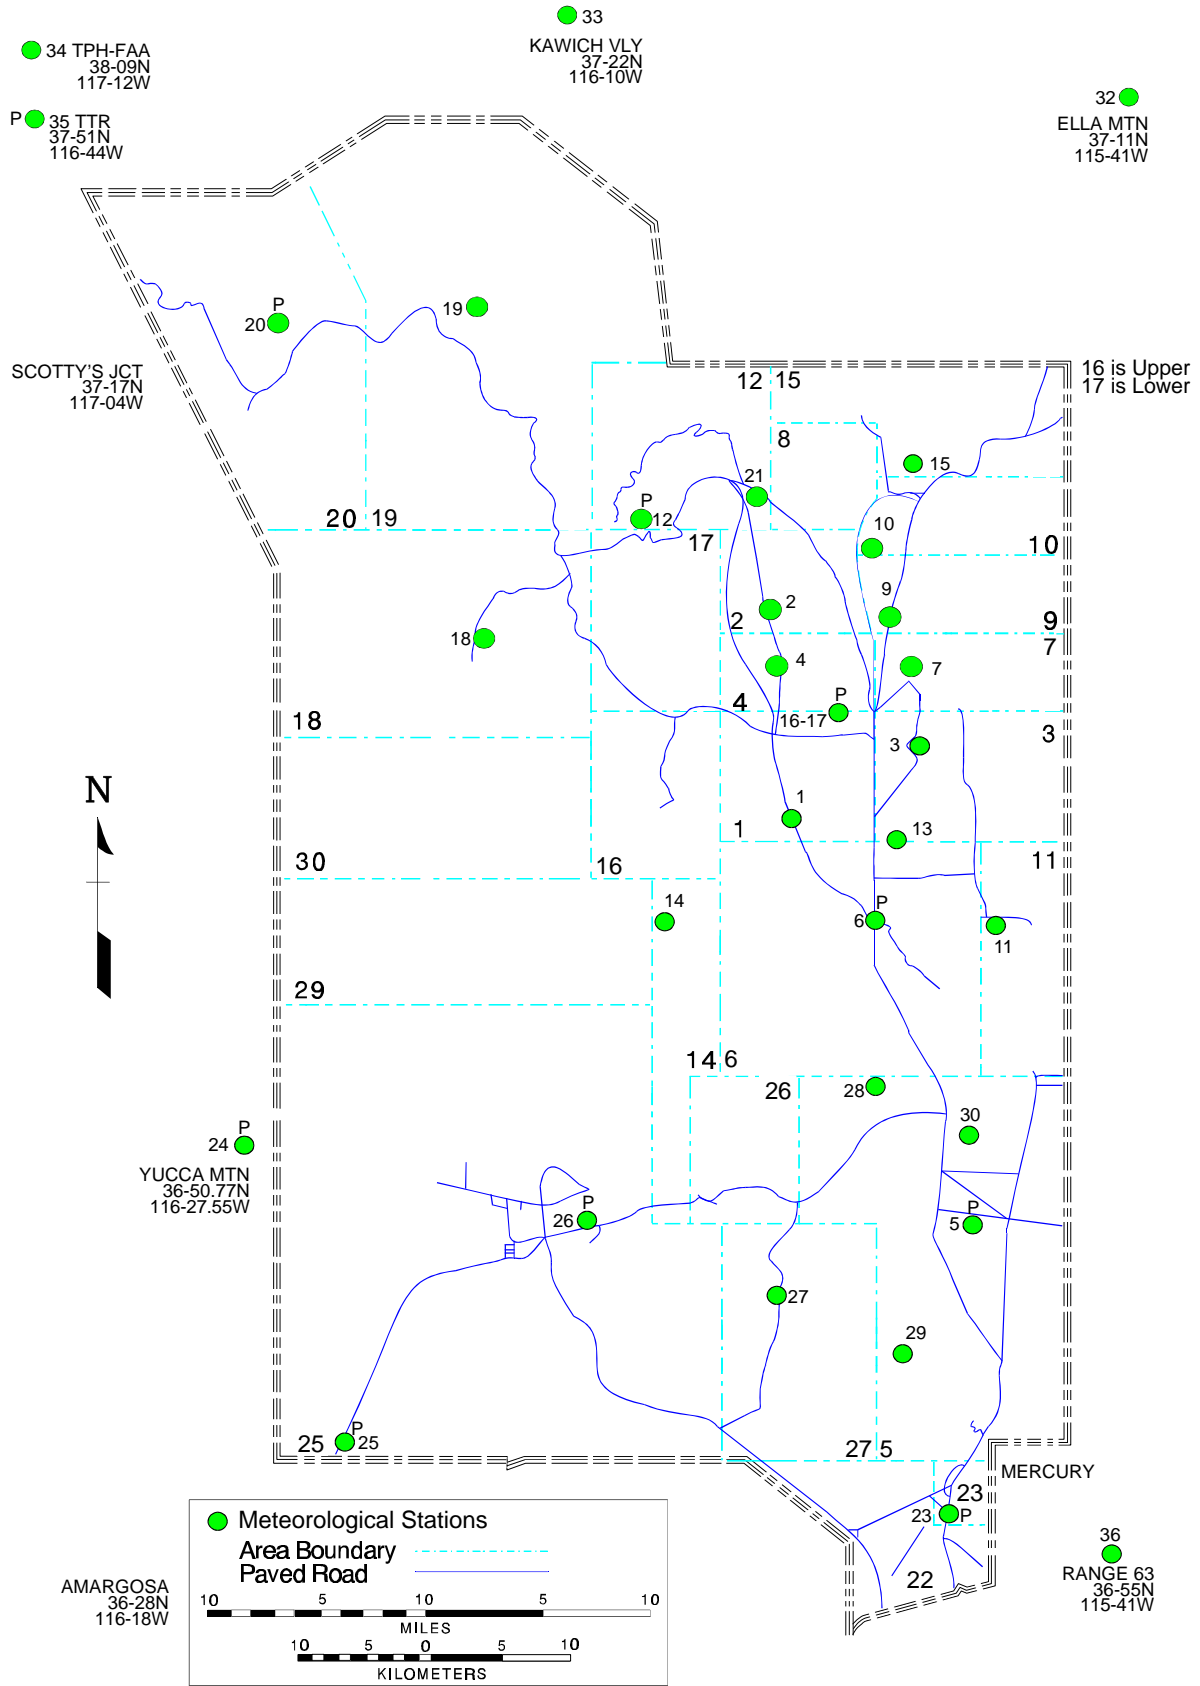 33
KAWICH VLY
37-22N
116-10W
34 TPH-FAA
38-09N
117-12W
P 35 TTR
37-51N
116-44W
32
ELLA MTN
37-11N
115-41W
P
20
19
SCOTTY'S JCT
37-17N
117-04W
16 is Upper
17 is Lower
12 15
8
15
21
P
12
20 19
17
10
10
2
2
9
9
18
4
7
7
P
18
4
16-17
3
3
N
1
1
13
30
16
11
14
P
6
11
29
14 6
26
28
30
P
24
YUCCA MTN
36-50.77N
116-27.55W
P
26
P
5
27
29
P
25
25
27 5
MERCURY
23
23 P
22
36
RANGE 63
36-55N
115-41W
AMARGOSA
36-28N
116-18W
Meteorological Stations
Area Boundary
Paved Road
10 5 10 5 10
MILES
10 5 0 5 10
KILOMETERS